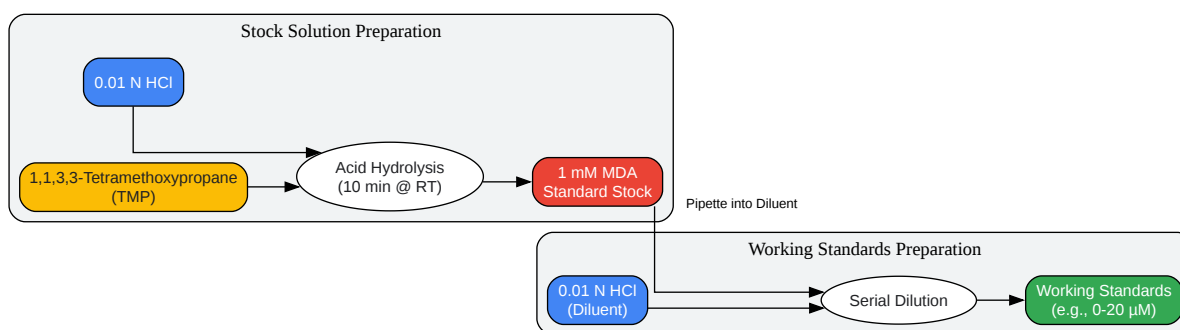 Stock Solution Preparation
0.01 N HCl
1,1,3,3-Tetramethoxypropane
(TMP)
Acid Hydrolysis
(10 min @ RT)
1 mM MDA
Standard Stock
Pipette into Diluent
Working Standards Preparation
0.01 N HCl
(Diluent)
Serial Dilution
Working Standards
(e.g., 0-20 µM)